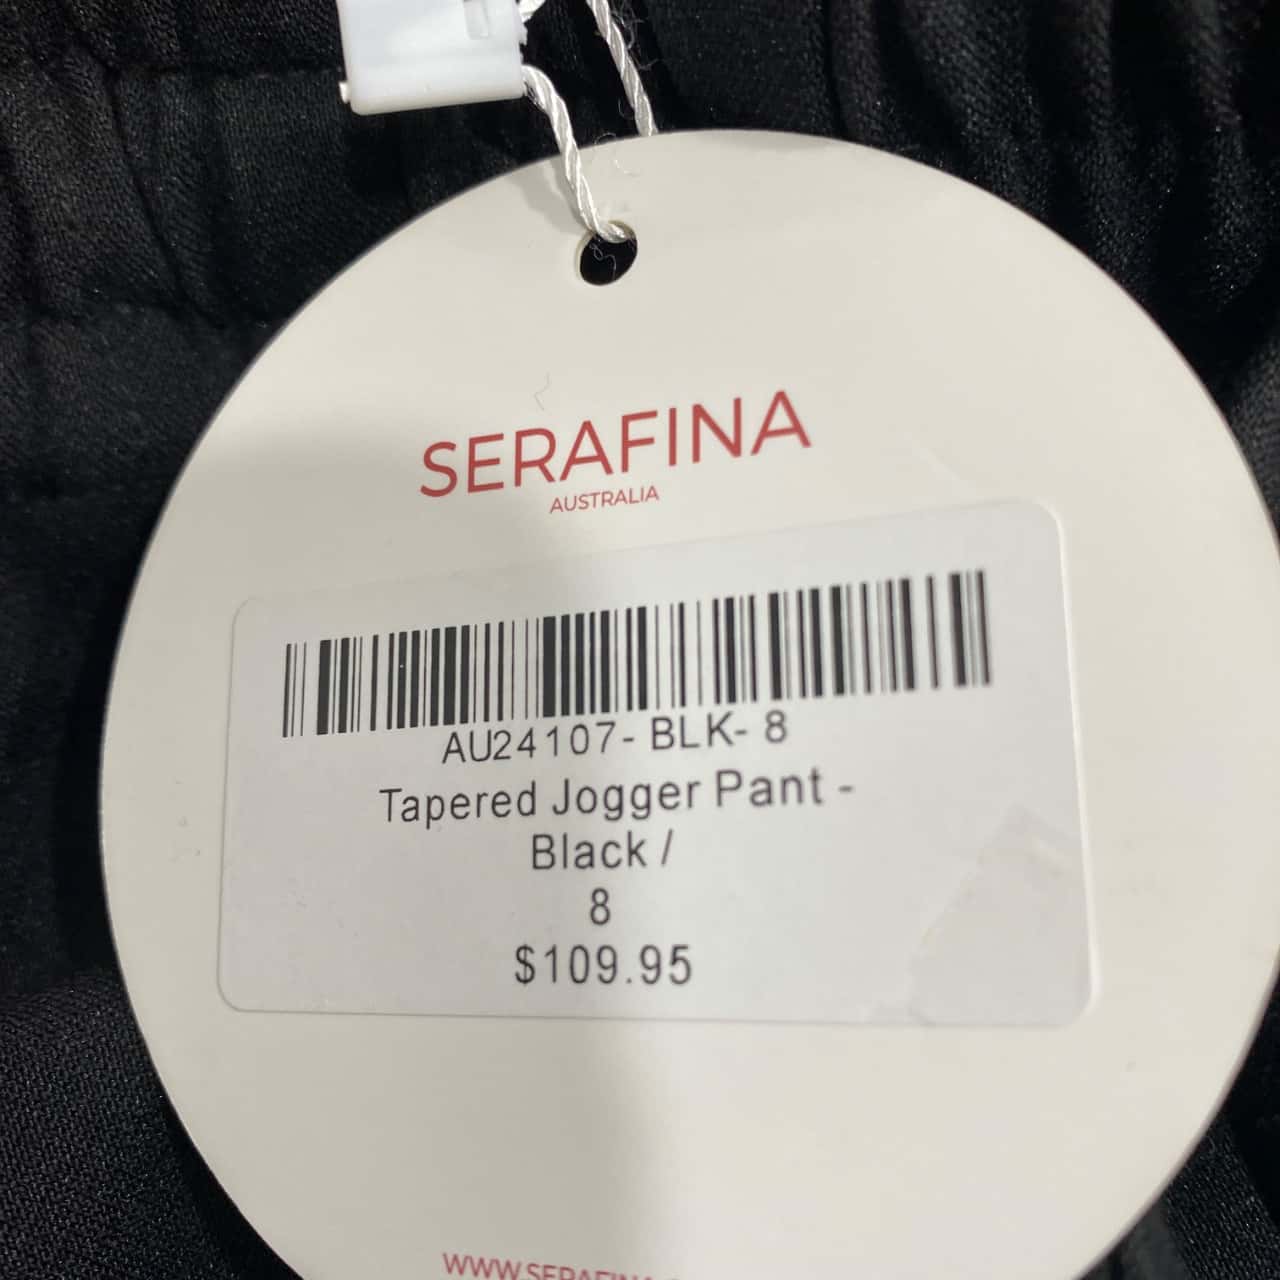 SERAFINA
AUSTRALIA
AU24107- BLK- 8
Tapered Jogger Pant -
Black /
8
$109.95